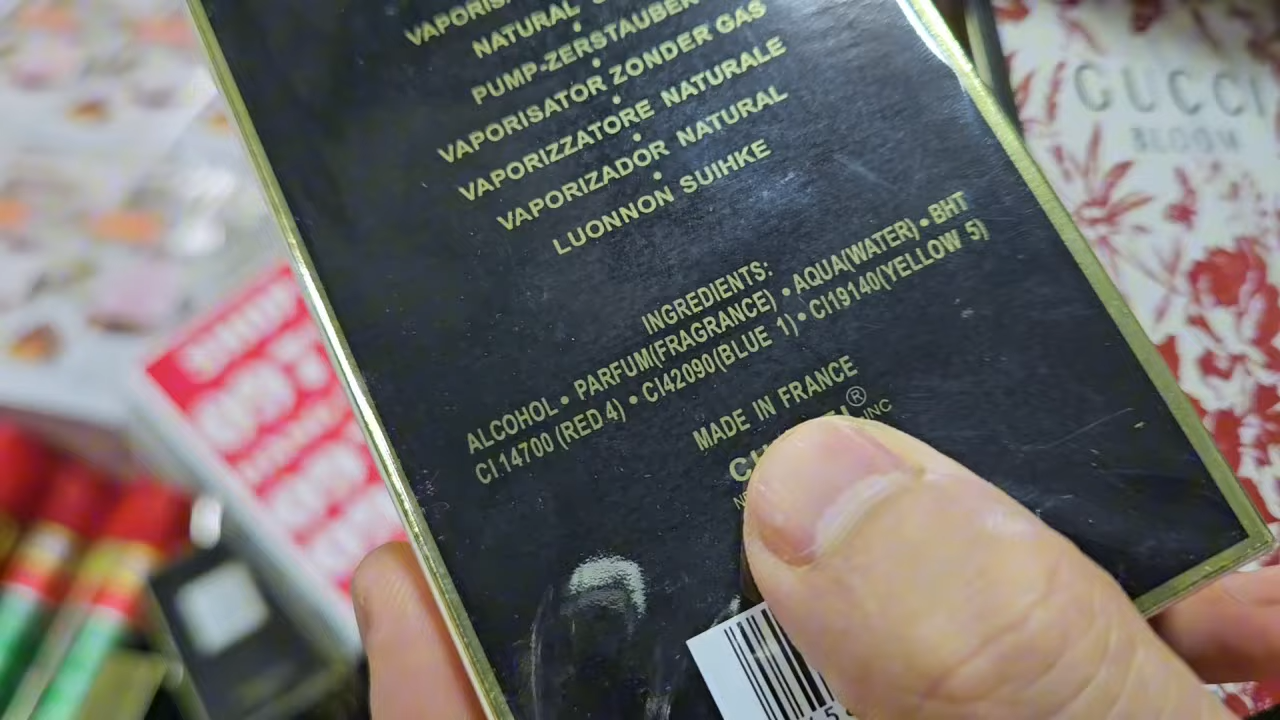 NATURAL
PUMP-ZERSTAUBER
VAPORISATOR ZONDER GAS
VAPORIZZATORE NATURALE
VAPORIZADOR NATURAL
LUONNON SUIHKE
INGREDIENTS:
ALCOHOL • PARFUM(FRAGRANCE) • AQUA(WATER) • BHT
CI 14700 (RED 4) • CI42090(BLUE 1) • CI19140(YELLOW 5)
MADE IN FRANCE
® INC
GUCCI
BLOOM